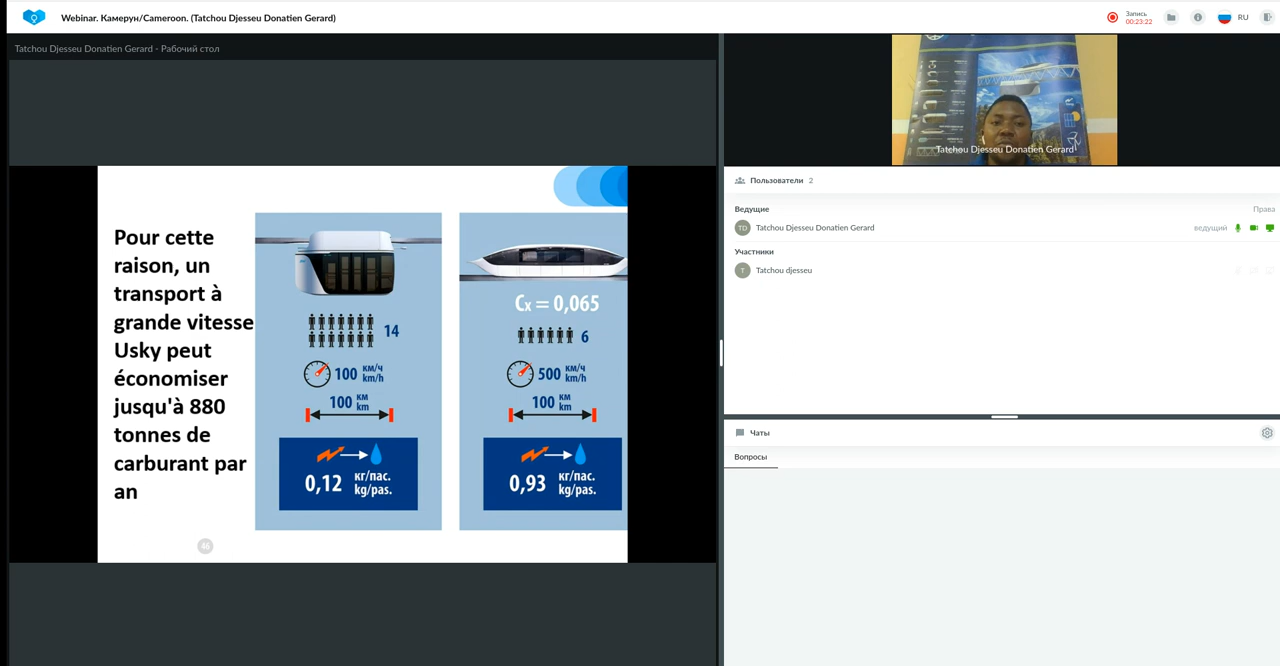 Webinar. Камерун/Cameroon. (Tatchou Djesseu Donatien Gerard)
Запись
00:23:22
RU
Tatchou Djesseu Donatien Gerard - Рабочий стол
Pour cette
raison, un
transport à
grande vitesse
Usky peut
économiser
jusqu'à 880
tonnes de
carburant par
an
14
100 км/ч
km/h
100 км
km
0,12 кг/пас.
kg/pas.
Cx = 0,065
6
500 км/ч
km/h
100 км
km
0,93 кг/пас.
kg/pas.
46
Tatchou Djesseu Donatien Gerard
Пользователи 2
Ведущие Права
TD Tatchou Djesseu Donatien Gerard ведущий
Участники
T Tatchou djesseu
Чаты
Вопросы